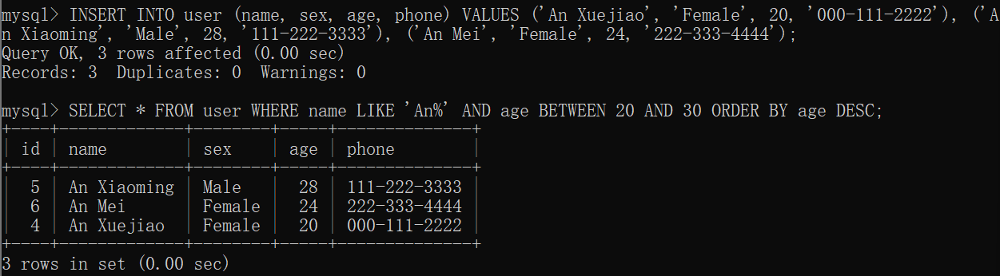 mysql> INSERT INTO user (name, sex, age, phone) VALUES ('An Xuejiao', 'Female', 20, '000-111-2222'), ('A
n Xiaoming', 'Male', 28, '111-222-3333'), ('An Mei', 'Female', 24, '222-333-4444');
Query OK, 3 rows affected (0.00 sec)
Records: 3  Duplicates: 0  Warnings: 0

mysql> SELECT * FROM user WHERE name LIKE 'An%' AND age BETWEEN 20 AND 30 ORDER BY age DESC;
+----+-------------+--------+-----+--------------+
| id | name        | sex    | age | phone        |
+----+-------------+--------+-----+--------------+
|  5 | An Xiaoming | Male   |  28 | 111-222-3333 |
|  6 | An Mei      | Female |  24 | 222-333-4444 |
|  4 | An Xuejiao  | Female |  20 | 000-111-2222 |
+----+-------------+--------+-----+--------------+
3 rows in set (0.00 sec)